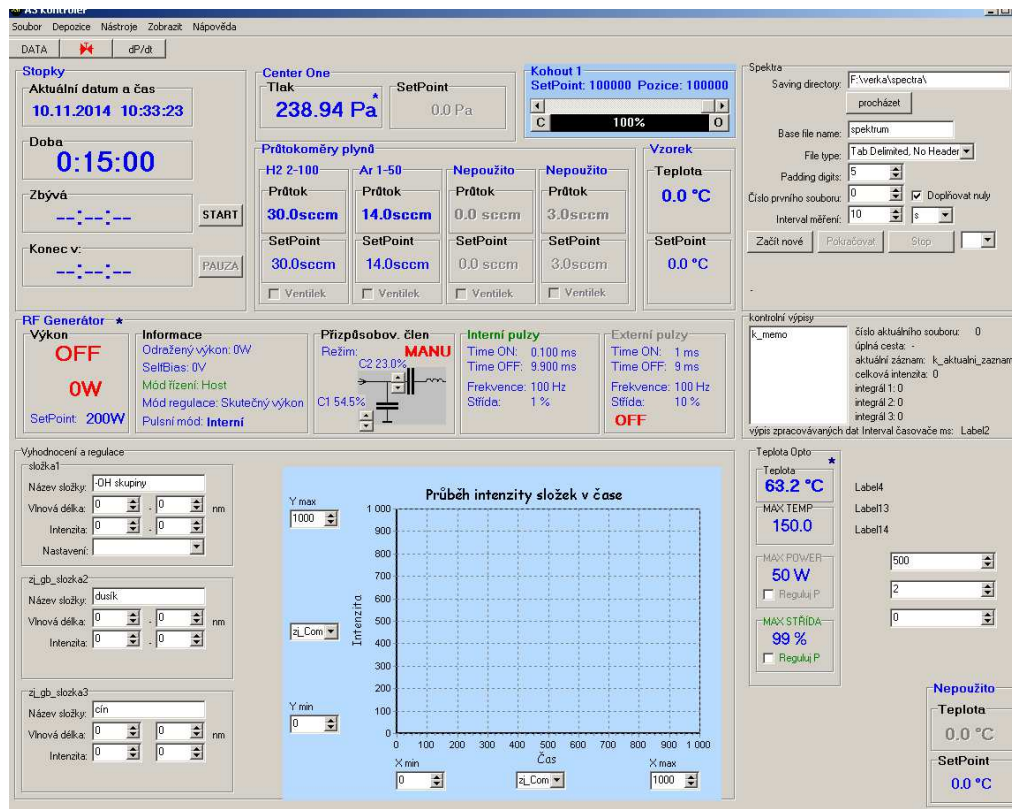 A3 Kontroler
Soubor Depozice Nástroje Zobrazit Nápověda
DATA dP/dt
Stopky
Aktuální datum a čas
10.11.2014 10:33:23
Doba
0:15:00
Zbývá
--:--:-- START
Konec v:
--:--:-- PAUZA
Center One
Tlak
238.94 Pa *
SetPoint
0.0 Pa
Kohout 1
SetPoint: 100000 Pozice: 100000
C 100% O
Průtokoměry plynů
H2 2-100 Ar 1-50 Nepoužito Nepoužito
Průtok Průtok Průtok Průtok
30.0sccm 14.0sccm 0.0 sccm 3.0sccm
SetPoint SetPoint SetPoint SetPoint
30.0sccm 14.0sccm 0.0 sccm 3.0sccm
Ventilek Ventilek Ventilek Ventilek
Vzorek
Teplota
0.0 °C
SetPoint
0.0 °C
Spektra
Saving directory: F:\verka\spectra\
procházet
Base file name: spektrum
File type: Tab Delimited, No Header
Padding digits: 5
Číslo prvního souboru: 0 Doplňovat nuly
Interval měření: 10 s
Začít nové Pokračovat Stop
-
RF Generátor *
Výkon
OFF
0W
SetPoint: 200W
Informace
Odražený výkon: 0W
SelfBias: 0V
Mód řízení: Host
Mód regulace: Skutečný výkon
Pulsní mód: Interní
Přizpůsobov. člen
Režim: MANU
C2 23.0%
C1 54.5%
Interní pulzy
Time ON: 0.100 ms
Time OFF: 9.900 ms
Frekvence: 100 Hz
Střída: 1 %
Externí pulzy
Time ON: 1 ms
Time OFF: 9 ms
Frekvence: 100 Hz
Střída: 10 %
OFF
kontrolní výpisy
k_memo
číslo aktuálního souboru: 0
úplná cesta: -
aktuální záznam: k_aktualni_zaznam
celková intenzita: 0
integrál 1: 0
integrál 2: 0
integrál 3: 0
výpis zpracovávaných dat Interval časovače ms: Label2
Vyhodnocení a regulace
složka1
Název složky: -OH skupiny
Vlnová délka: 0 - 0 nm
Intenzita: 0 - 0
Nastavení:
zj_gb_slozka2
Název složky: dusík
Vlnová délka: 0 - 0 nm
Intenzita: 0 - 0
zj_gb_slozka3
Název složky: cín
Vlnová délka: 0 - 0 nm
Intenzita: 0 - 0
Průběh intenzity složek v čase
Y max
1000
zj_Com
Y min
0
Intenzita
1 000
900
800
700
600
500
400
300
200
100
0
0 100 200 300 400 500 600 700 800 900 1 000
Čas
X min
0
zj_Com
X max
1000
Teplota Opto *
Teplota
63.2 °C
MAX TEMP
150.0
MAX POWER
50 W
Reguluj P
MAX STŘÍDA
99 %
Reguluj P
Label4
Label13
Label14
500
2
0
Nepoužito
Teplota
0.0 °C
SetPoint
0.0 °C